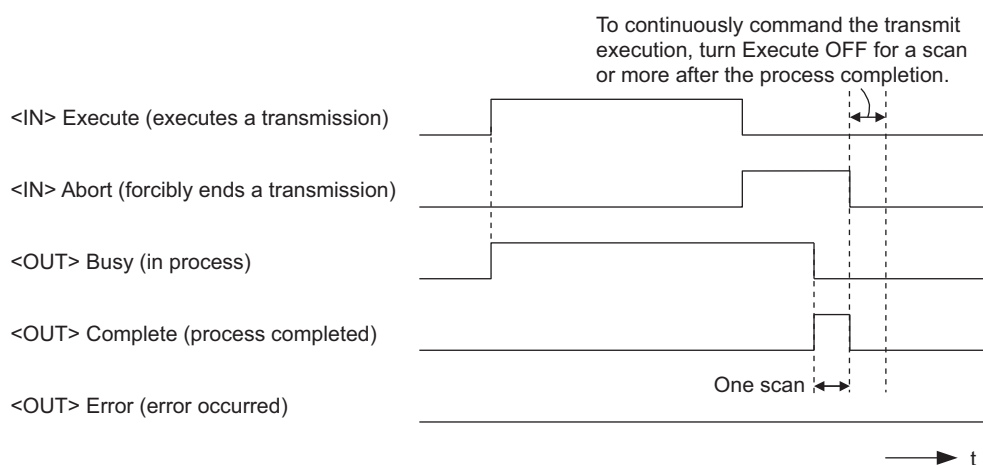 To continuously command the transmit
execution, turn Execute OFF for a scan
or more after the process completion.
<IN> Execute (executes a transmission)
<IN> Abort (forcibly ends a transmission)
<OUT> Busy (in process)
<OUT> Complete (process completed)
One scan
<OUT> Error (error occurred)
t